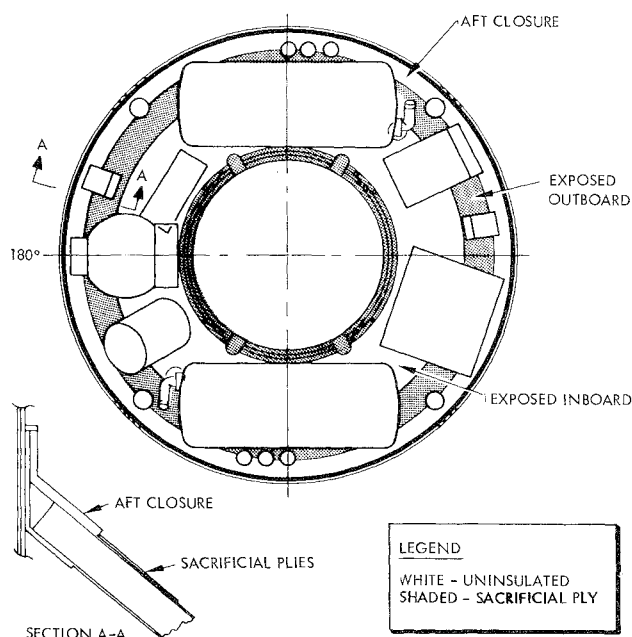 AFT CLOSURE
A
A
EXPOSED
OUTBOARD
180°
EXPOSED INBOARD
AFT CLOSURE
SACRIFICIAL PLIES
SECTION A-A
LEGEND
WHITE - UNINSULATED
SHADED - SACRIFICIAL PLY